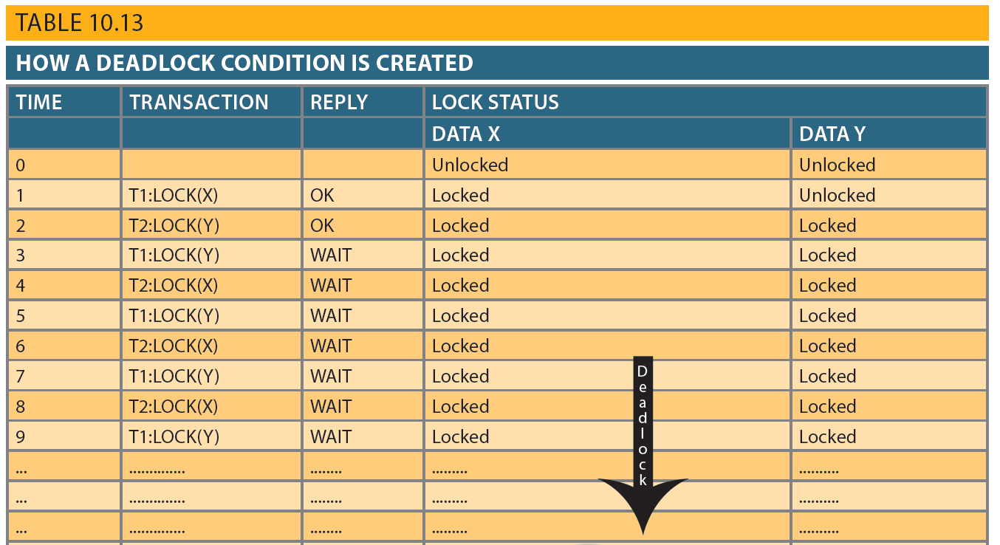 TABLE 10.13
HOW A DEADLOCK CONDITION IS CREATED
TIME TRANSACTION REPLY LOCK STATUS
DATA X DATA Y
0 Unlocked Unlocked
1 T1:LOCK(X) OK Locked Unlocked
2 T2:LOCK(Y) OK Locked Locked
3 T1:LOCK(Y) WAIT Locked Locked
4 T2:LOCK(X) WAIT Locked Locked
5 T1:LOCK(Y) WAIT Locked Locked
6 T2:LOCK(X) WAIT Locked Locked
7 T1:LOCK(Y) WAIT Locked Locked
8 T2:LOCK(X) WAIT Locked Locked
9 T1:LOCK(Y) WAIT Locked Locked
... .............. ........ ......... ..........
... .............. ........ ......... ..........
... .............. ........ ......... ..........
Deadlock